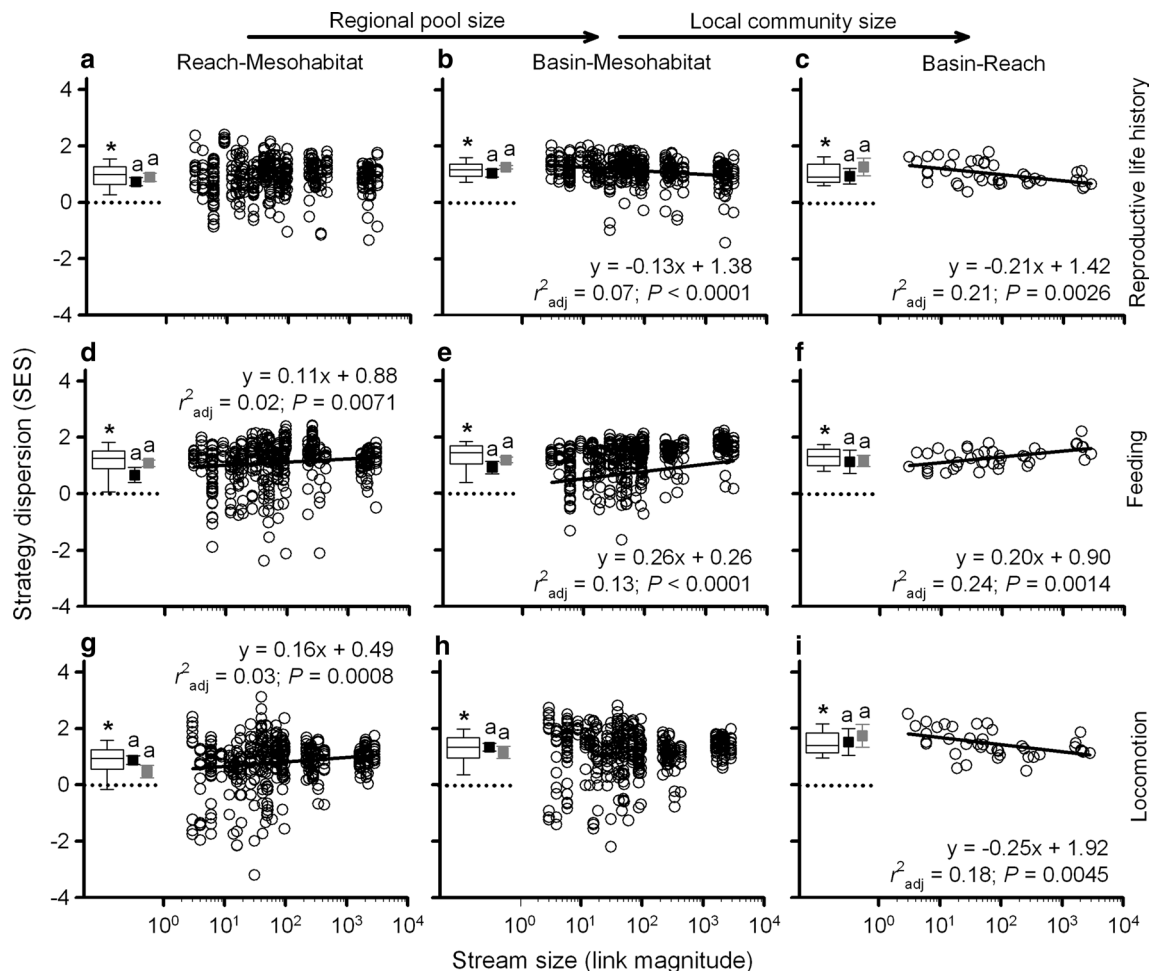 Regional pool size
Local community size
a
Reach-Mesohabitat
b
Basin-Mesohabitat
c
Basin-Reach
4
2
0
-2
-4
*
a
a
*
a
a
y = -0.13x + 1.38
r²adj = 0.07; P < 0.0001
*
a
a
y = -0.21x + 1.42
r²adj = 0.21; P = 0.0026
Reproductive life history
d
4
2
0
-2
-4
y = 0.11x + 0.88
r²adj = 0.02; P = 0.0071
*
a
a
e
*
a
a
y = 0.26x + 0.26
r²adj = 0.13; P < 0.0001
f
*
a
a
y = 0.20x + 0.90
r²adj = 0.24; P = 0.0014
Feeding
Strategy dispersion (SES)
g
4
2
0
-2
-4
y = 0.16x + 0.49
r²adj = 0.03; P = 0.0008
*
a
a
h
*
a
a
i
*
a
a
y = -0.25x + 1.92
r²adj = 0.18; P = 0.0045
Locomotion
10⁰ 10¹ 10² 10³ 10⁴
10⁰ 10¹ 10² 10³ 10⁴
10⁰ 10¹ 10² 10³ 10⁴
Stream size (link magnitude)